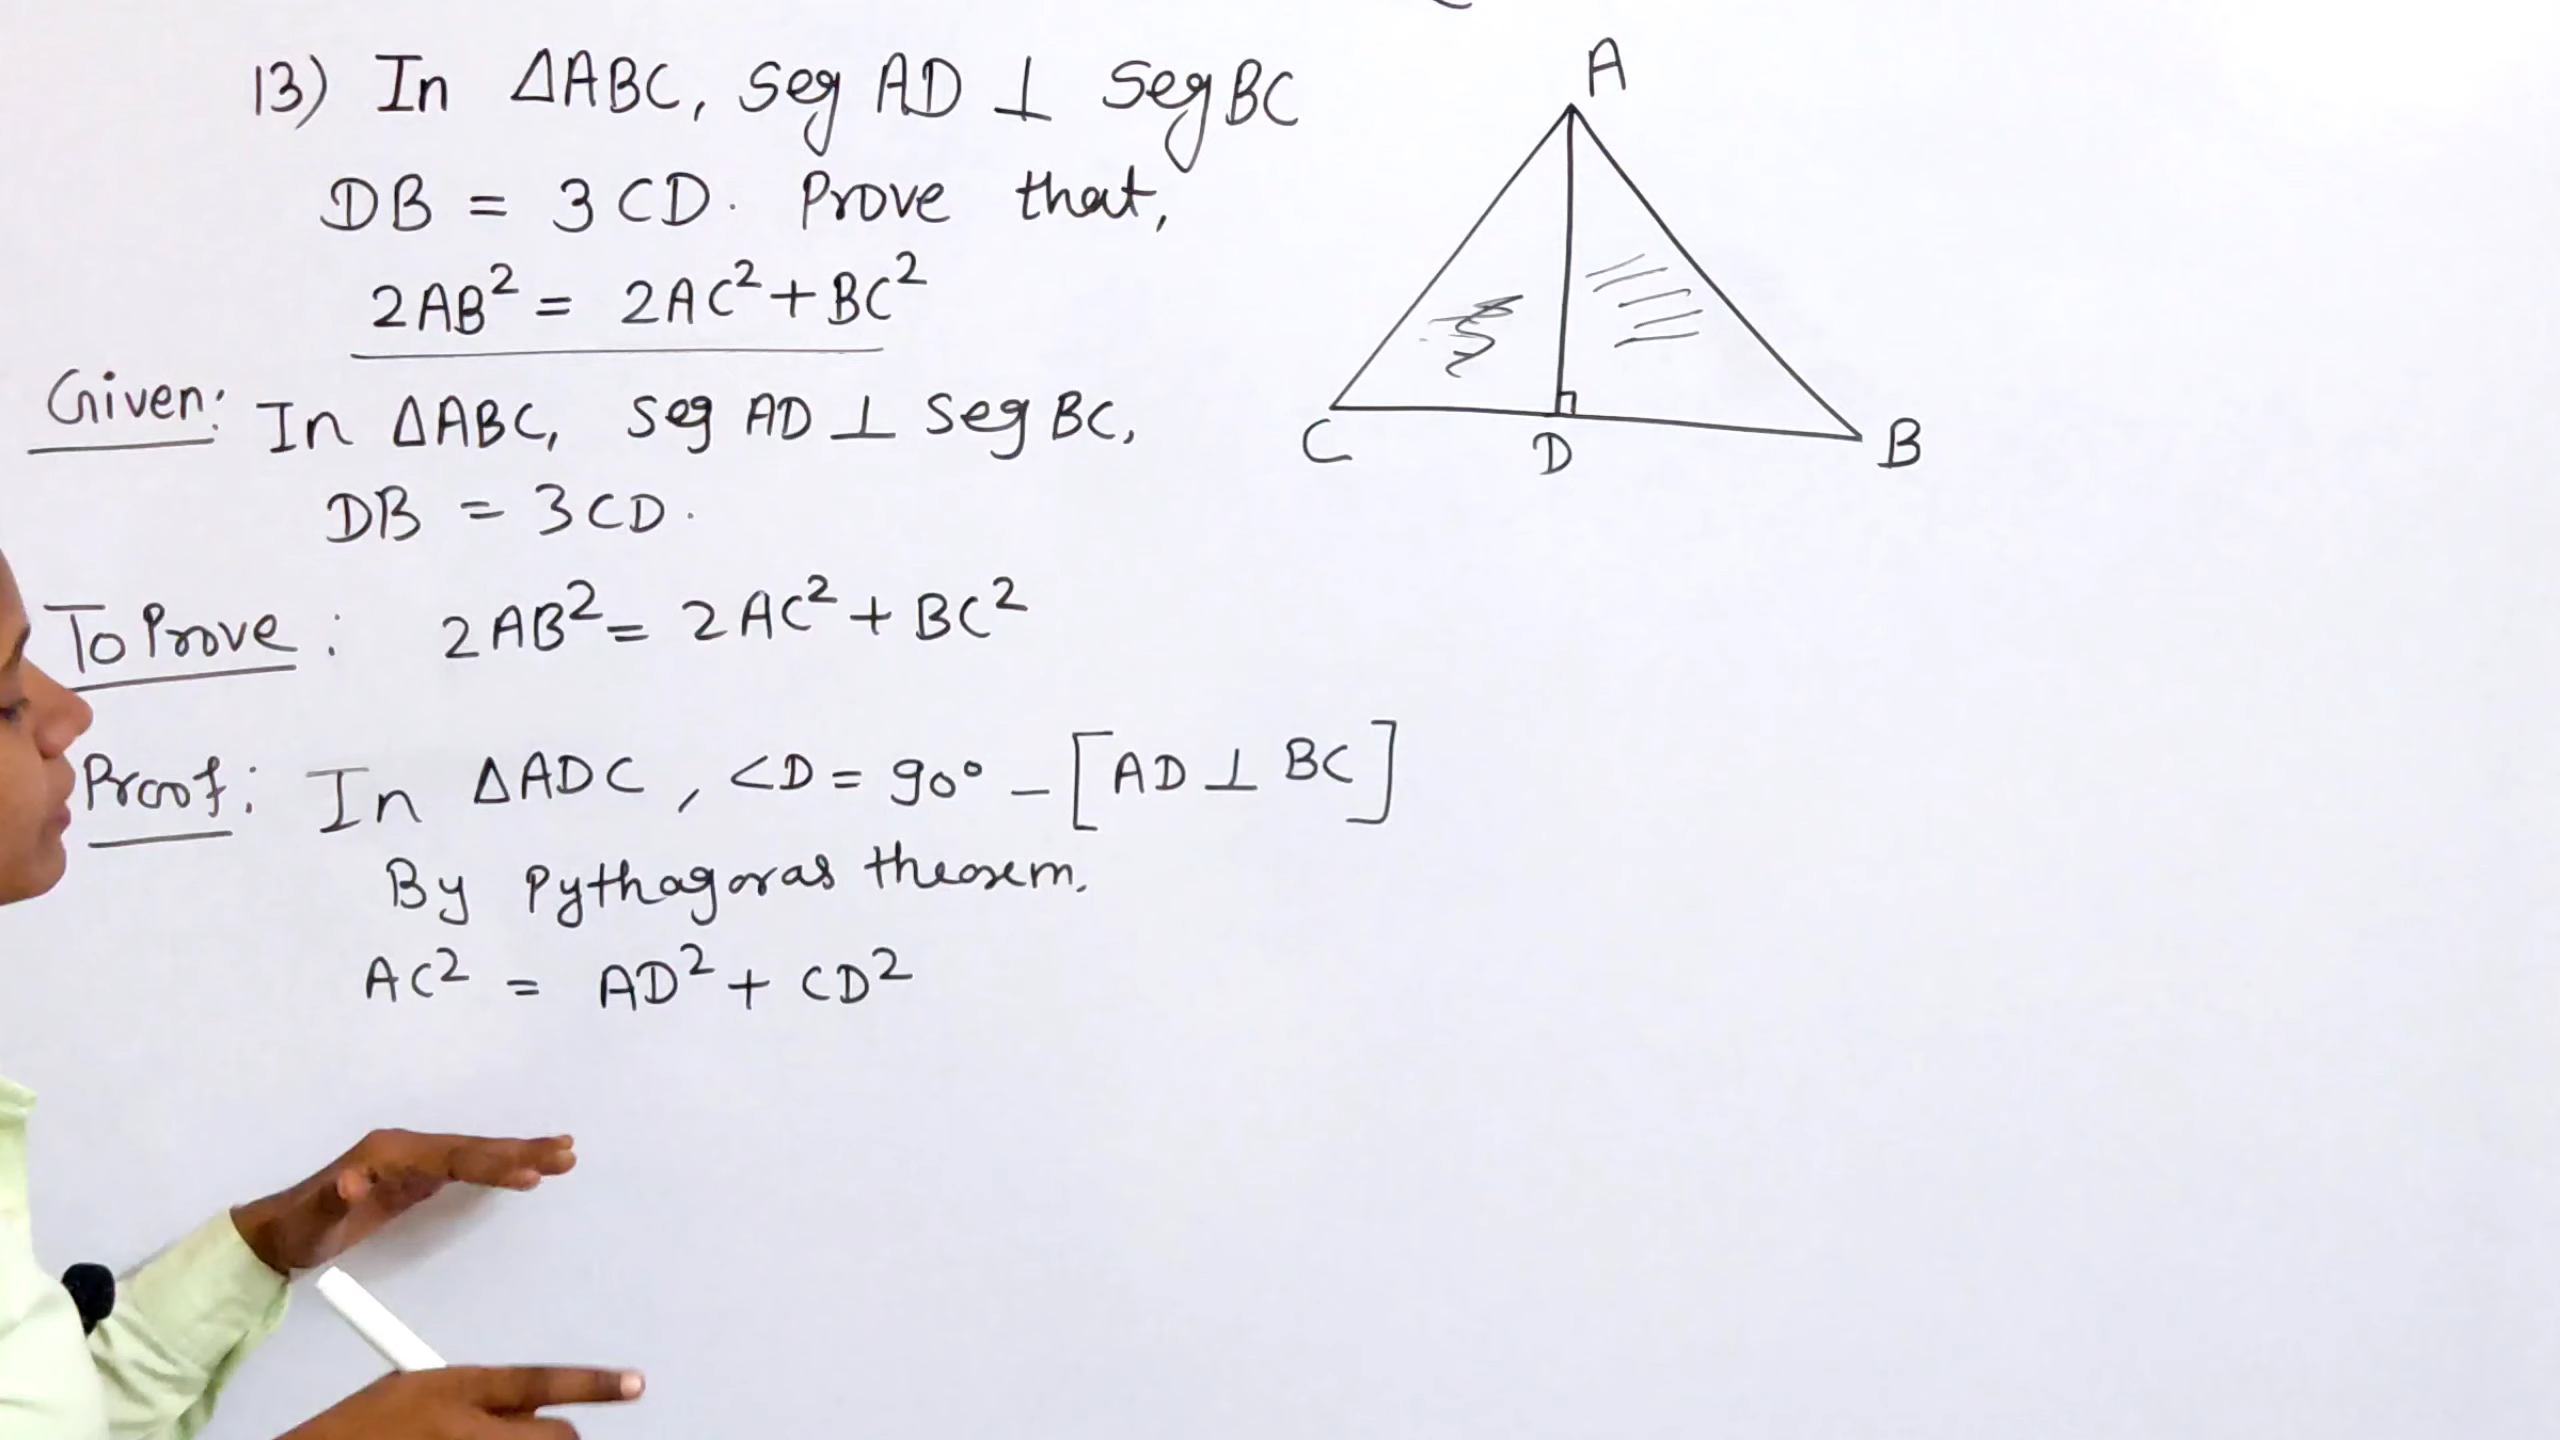 13) In ΔABC, seg AD ⊥ seg BC
DB = 3CD. Prove that,
2AB² = 2AC² + BC²
Given: In ΔABC, seg AD ⊥ seg BC,
DB = 3CD.
To Prove: 2AB² = 2AC² + BC²
Proof: In ΔADC, <D = 90° - [AD ⊥ BC]
By Pythagoras theorem.
AC² = AD² + CD²
A
C
D
B